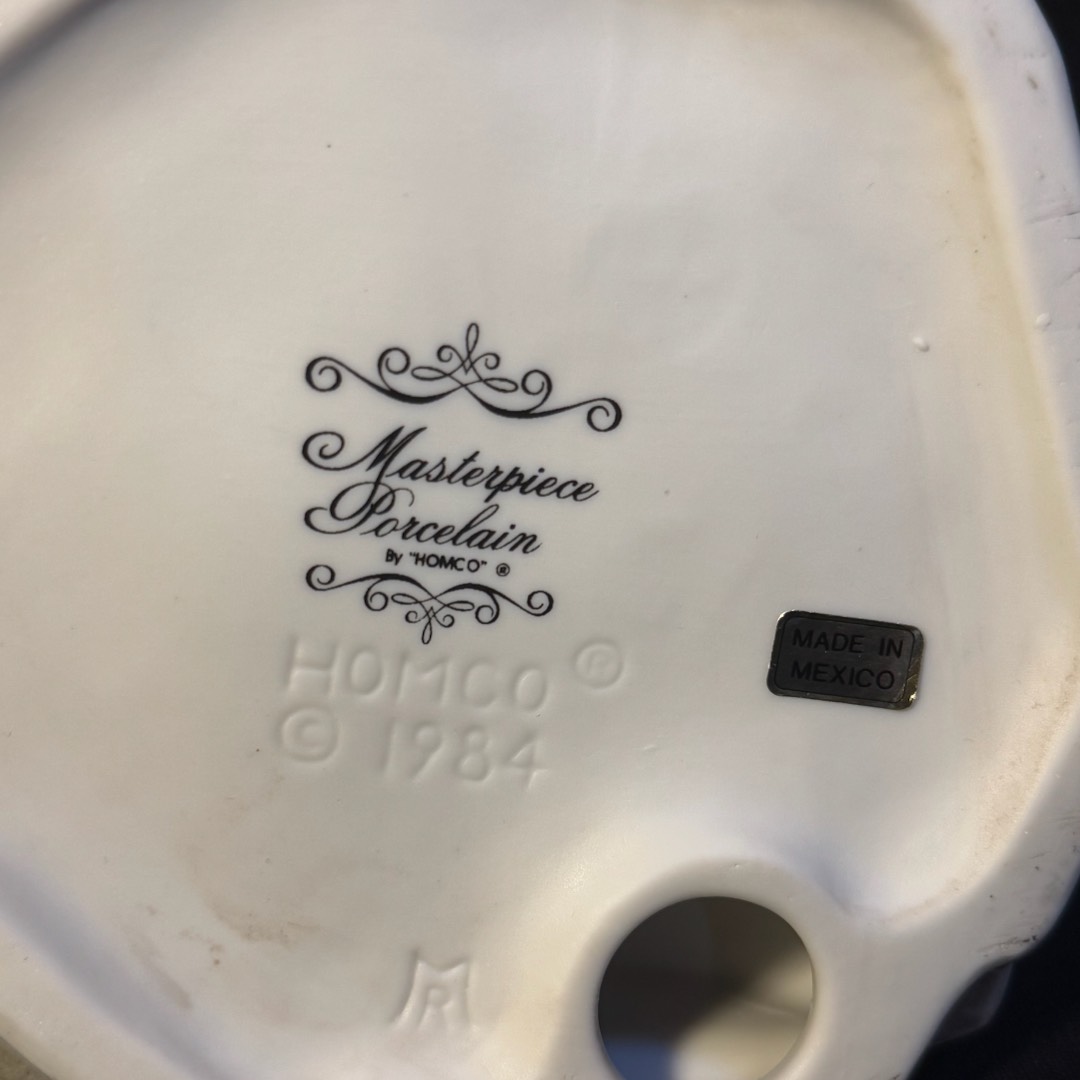 Masterpiece
Porcelain
By "HOMCO" ®
HOMCO ®
© 1984
MADE IN
MEXICO